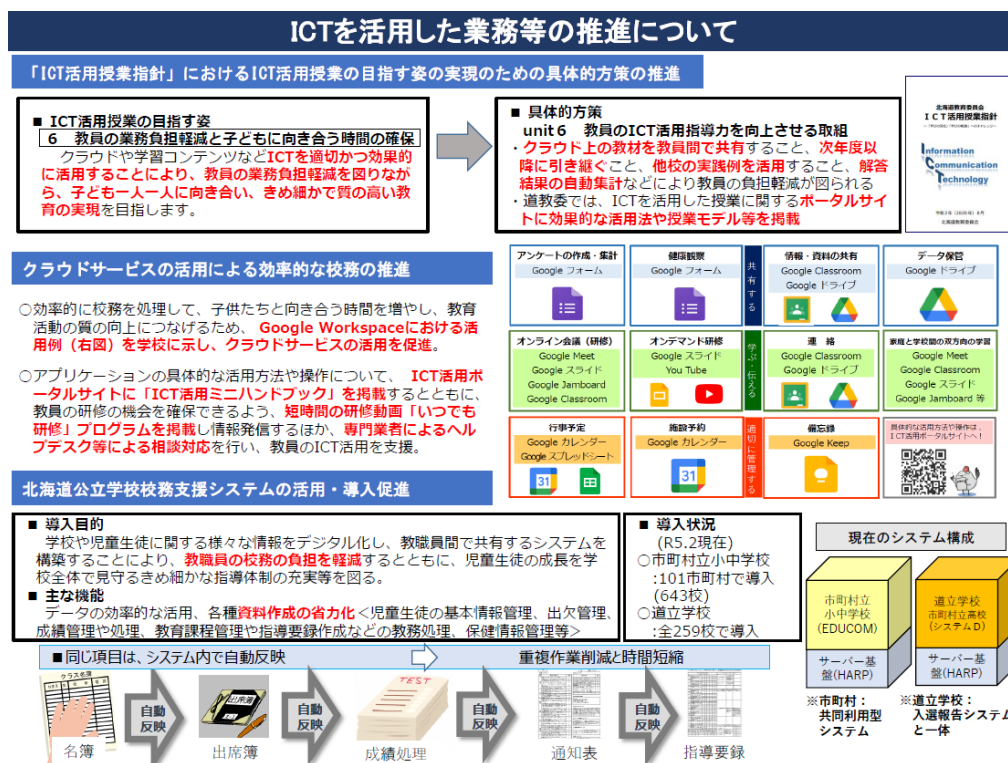 ICTを活用した業務等の推進について
「ICT活用授業指針」におけるICT活用授業の目指す姿の実現のための具体的方策の推進
■ ICT活用授業の目指す姿
6 教員の業務負担軽減と子どもに向き合う時間の確保
クラウドや学習コンテンツなどICTを適切かつ効果的
に活用することにより、教員の業務負担軽減を図りな
がら、子ども一人一人に向き合い、きめ細かで質の高い教
育の実現を目指します。
■ 具体的方策
unit６ 教員のICT活用指導力を向上させる取組
・クラウド上の教材を教員間で共有すること、次年度以
降に引き継ぐこと、他校の実践例を活用すること、解答
結果の自動集計などにより教員の負担軽減が図られる
・道教委では、ICTを活用した授業に関するポータルサイ
トに効果的な活用法や授業モデル等を掲載
北海道教育委員会
ＩＣＴ活用授業指針
Information
Communication
Technology
令和2年（2020年）8月
北海道教育委員会
クラウドサービスの活用による効率的な校務の推進
○効率的に校務を処理して、子供たちと向き合う時間を増やし、教育
活動の質の向上につなげるため、Google Workspaceにおける活
用例（右図）を学校に示し、クラウドサービスの活用を促進。
○アプリケーションの具体的な活用方法や操作について、ICT活用ポ
ータルサイトに「ICT活用ミニハンドブック」を掲載するとともに、
教員の研修の機会を確保できるよう、短時間の研修動画「いつでも
研修」プログラムを掲載し情報発信するほか、専門業者によるヘル
プデスク等による相談対応を行い、教員のICT活用を支援。
アンケートの作成・集計
Google フォーム
健康観察
Google フォーム
共有する
情報・資料の共有
Google Classroom
Google ドライブ
データ保管
Google ドライブ
オンライン会議（研修）
Google Meet
Google スライド
Google Jamboard
Google Classroom
オンデマンド研修
Google スライド
You Tube
学ぶ・伝える
連 絡
Google Classroom
Google ドライブ
家庭と学校間の双方向の学習
Google Meet
Google Classroom
Google スライド
Google Jamboard 等
行事予定
Google カレンダー
Google スプレッドシート
31
施設予約
Google カレンダー
31
適切に管理する
備忘録
Google Keep
具体的な活用方法や操作は、
ICT活用ポータルサイトへ！
北海道公立学校校務支援システムの活用・導入促進
■ 導入目的
学校や児童生徒に関する様々な情報をデジタル化し、教職員間で共有するシステムを
構築することにより、教職員の校務の負担を軽減するとともに、児童生徒の成長を学
校全体で見守るきめ細かな指導体制の充実等を図る。
■ 主な機能
データの効率的な活用、各種資料作成の省力化＜児童生徒の基本情報管理、出欠管理、
成績管理や処理、教育課程管理や指導要録作成などの教務処理、保健情報管理等＞
■ 導入状況
(R5.2現在)
○市町村立小中学校
:101市町村で導入
(643校)
○道立学校
:全259校で導入
現在のシステム構成
市町村立
小中学校
(EDUCOM)
サーバー基
盤(HARP)
道立学校
市町村立高校
(システムD)
サーバー基
盤(HARP)
※市町村：
共同利用型
システム
※道立学校：
入選報告システム
と一体
■同じ項目は、システム内で自動反映
重複作業削減と時間短縮
クラス名簿
名簿
自動
反映
出席簿
出席簿
自動
反映
TEST
成績処理
自動
反映
通知表
自動
反映
指導要録